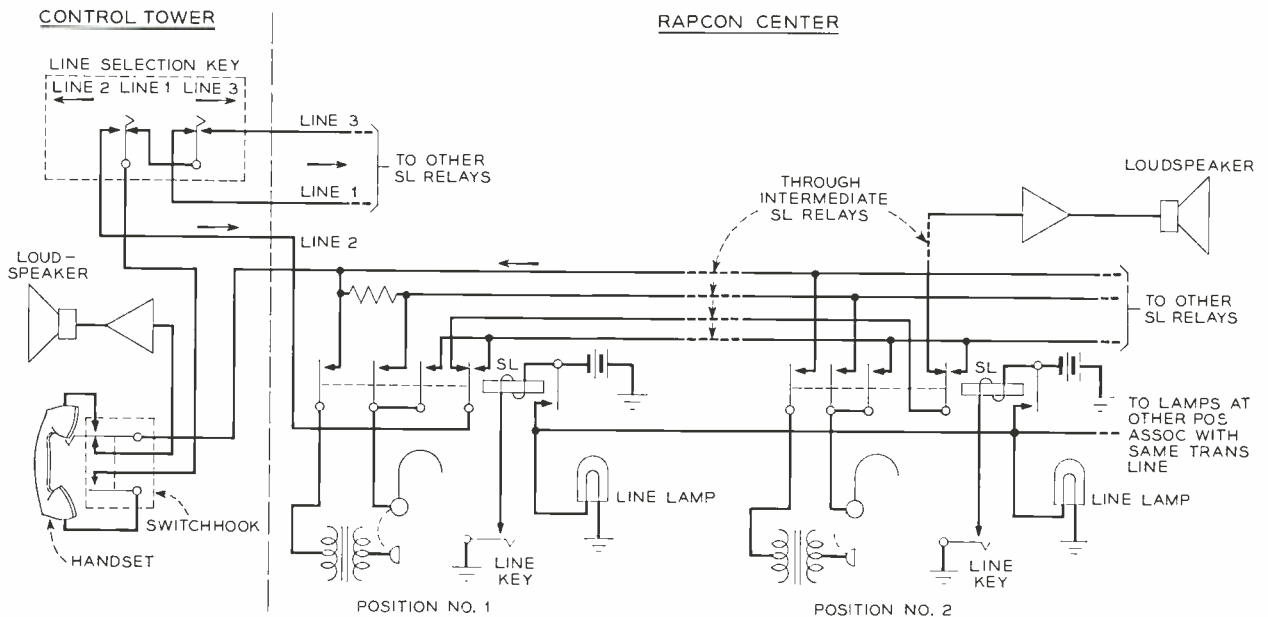 CONTROL TOWER
RAPCON CENTER
LINE SELECTION KEY
LINE 2 LINE 1 LINE 3
LINE 3
TO OTHER
SL RELAYS
LINE 1
LINE 2
THROUGH
INTERMEDIATE
SL RELAYS
LOUDSPEAKER
LOUD-
SPEAKER
TO OTHER
SL RELAYS
SL
SL
TO LAMPS AT
OTHER POS
ASSOC WITH
SAME TRANS
LINE
LINE LAMP
LINE LAMP
SWITCHHOOK
HANDSET
LINE
KEY
LINE
KEY
POSITION NO. 1
POSITION NO. 2